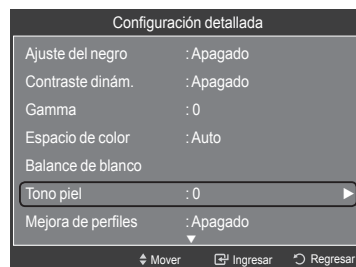 Configuración detallada
Ajuste del negro : Apagado
Contraste dinám. : Apagado
Gamma : 0
Espacio de color : Auto
Balance de blanco
Tono piel : 0
Mejora de perfiles : Apagado
Mover Ingresar Regresar